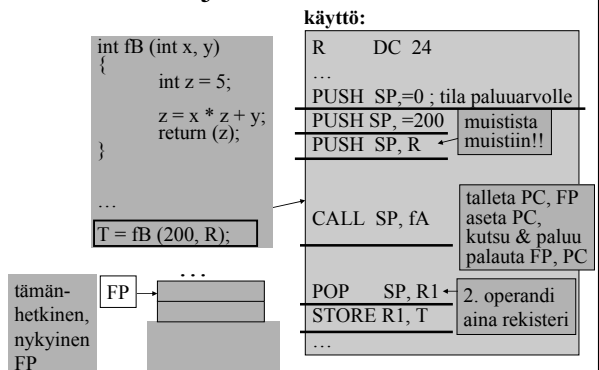 käyttö:
int fB (int x, y)
{
int z = 5;
z = x * z + y;
return (z);
}
…
T = fB (200, R);
R DC 24
…
PUSH SP,=0 ; tila paluuarvolle
PUSH SP, =200
PUSH SP, R
muistista
muistiin!!
CALL SP, fA
talleta PC, FP
aseta PC,
kutsu & paluu
palauta FP, PC
POP SP, R1
STORE R1, T
…
2. operandi
aina rekisteri
tämän-
hetkinen,
nykyinen
FP
FP
…